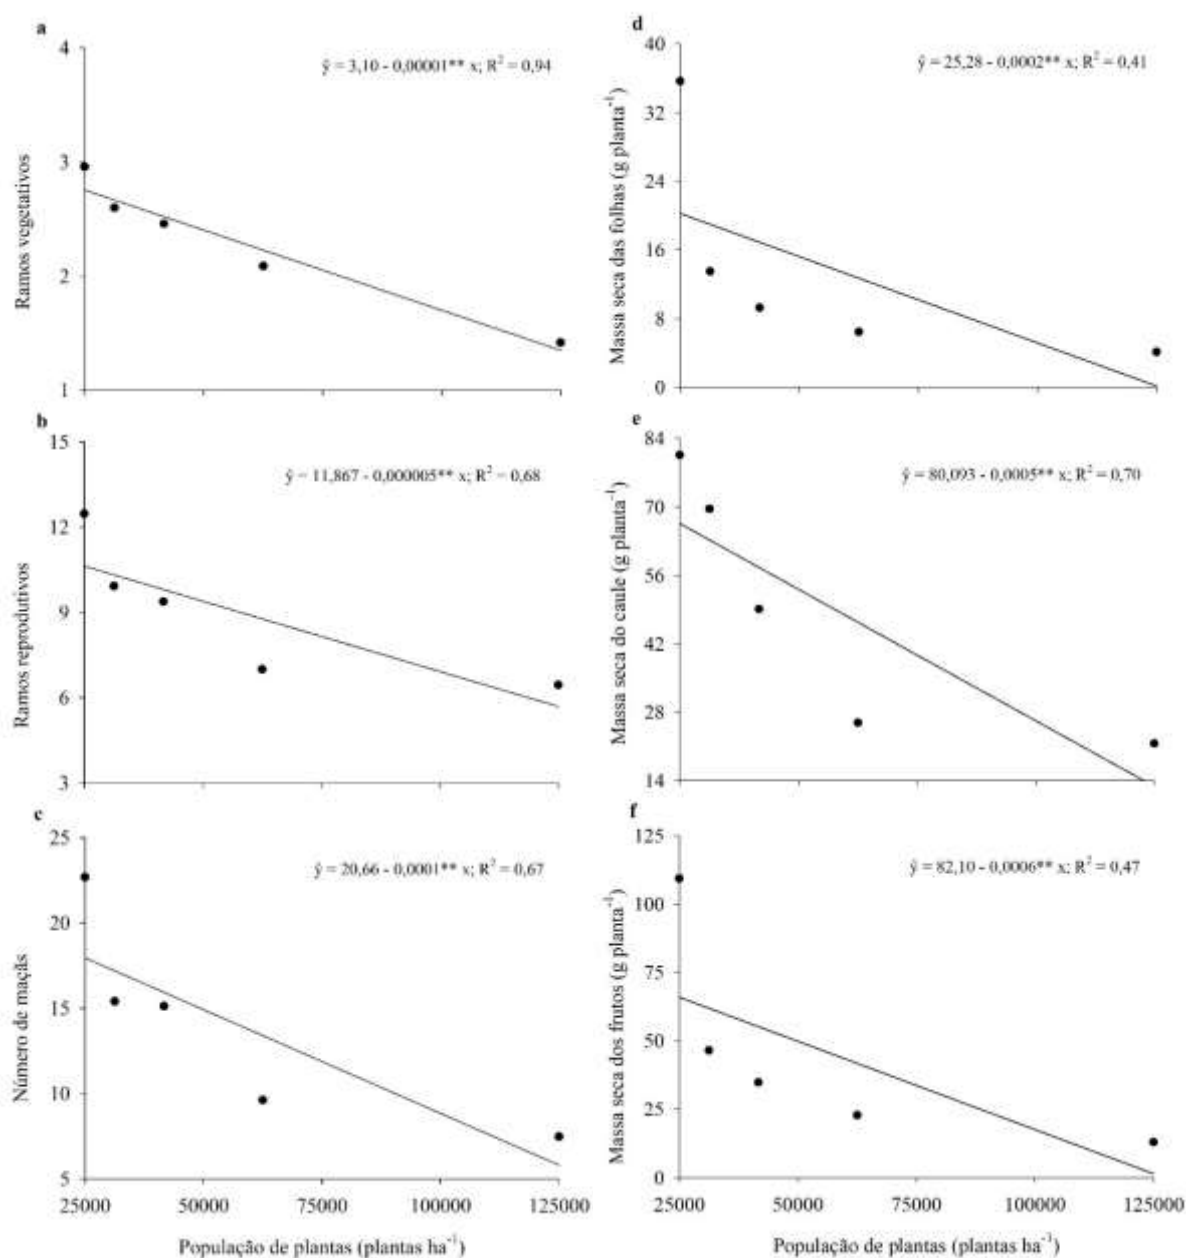 a
ŷ = 3,10 - 0,00001** x; R² = 0,94
Ramos vegetativos
4
3
2
1
b
ŷ = 11,867 - 0,000005** x; R² = 0,68
Ramos reprodutivos
15
12
9
6
3
c
ŷ = 20,66 - 0,0001** x; R² = 0,67
Número de maçãs
25
20
15
10
5
25000 50000 75000 100000 125000
População de plantas (plantas ha⁻¹)
d
ŷ = 25,28 - 0,0002** x; R² = 0,41
Massa seca das folhas (g planta⁻¹)
40
32
24
16
8
0
e
ŷ = 80,093 - 0,0005** x; R² = 0,70
Massa seca do caule (g planta⁻¹)
84
70
56
42
28
14
f
ŷ = 82,10 - 0,0006** x; R² = 0,47
Massa seca dos frutos (g planta⁻¹)
125
100
75
50
25
0
25000 50000 75000 100000 125000
População de plantas (plantas ha⁻¹)